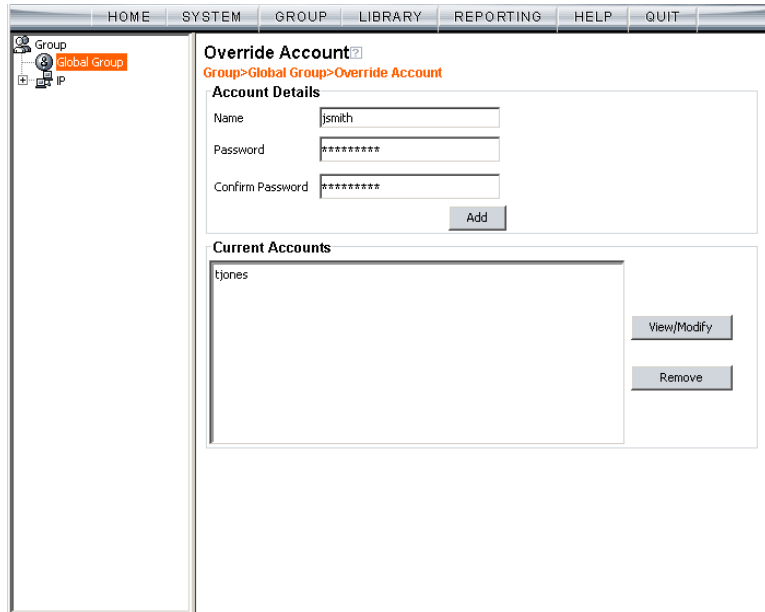 HOME SYSTEM GROUP LIBRARY REPORTING HELP QUIT
Group
Global Group
IP
Override Account?
Group>Global Group>Override Account
Account Details
Name jsmith
Password *********
Confirm Password *********
Add
Current Accounts
tjones
View/Modify
Remove